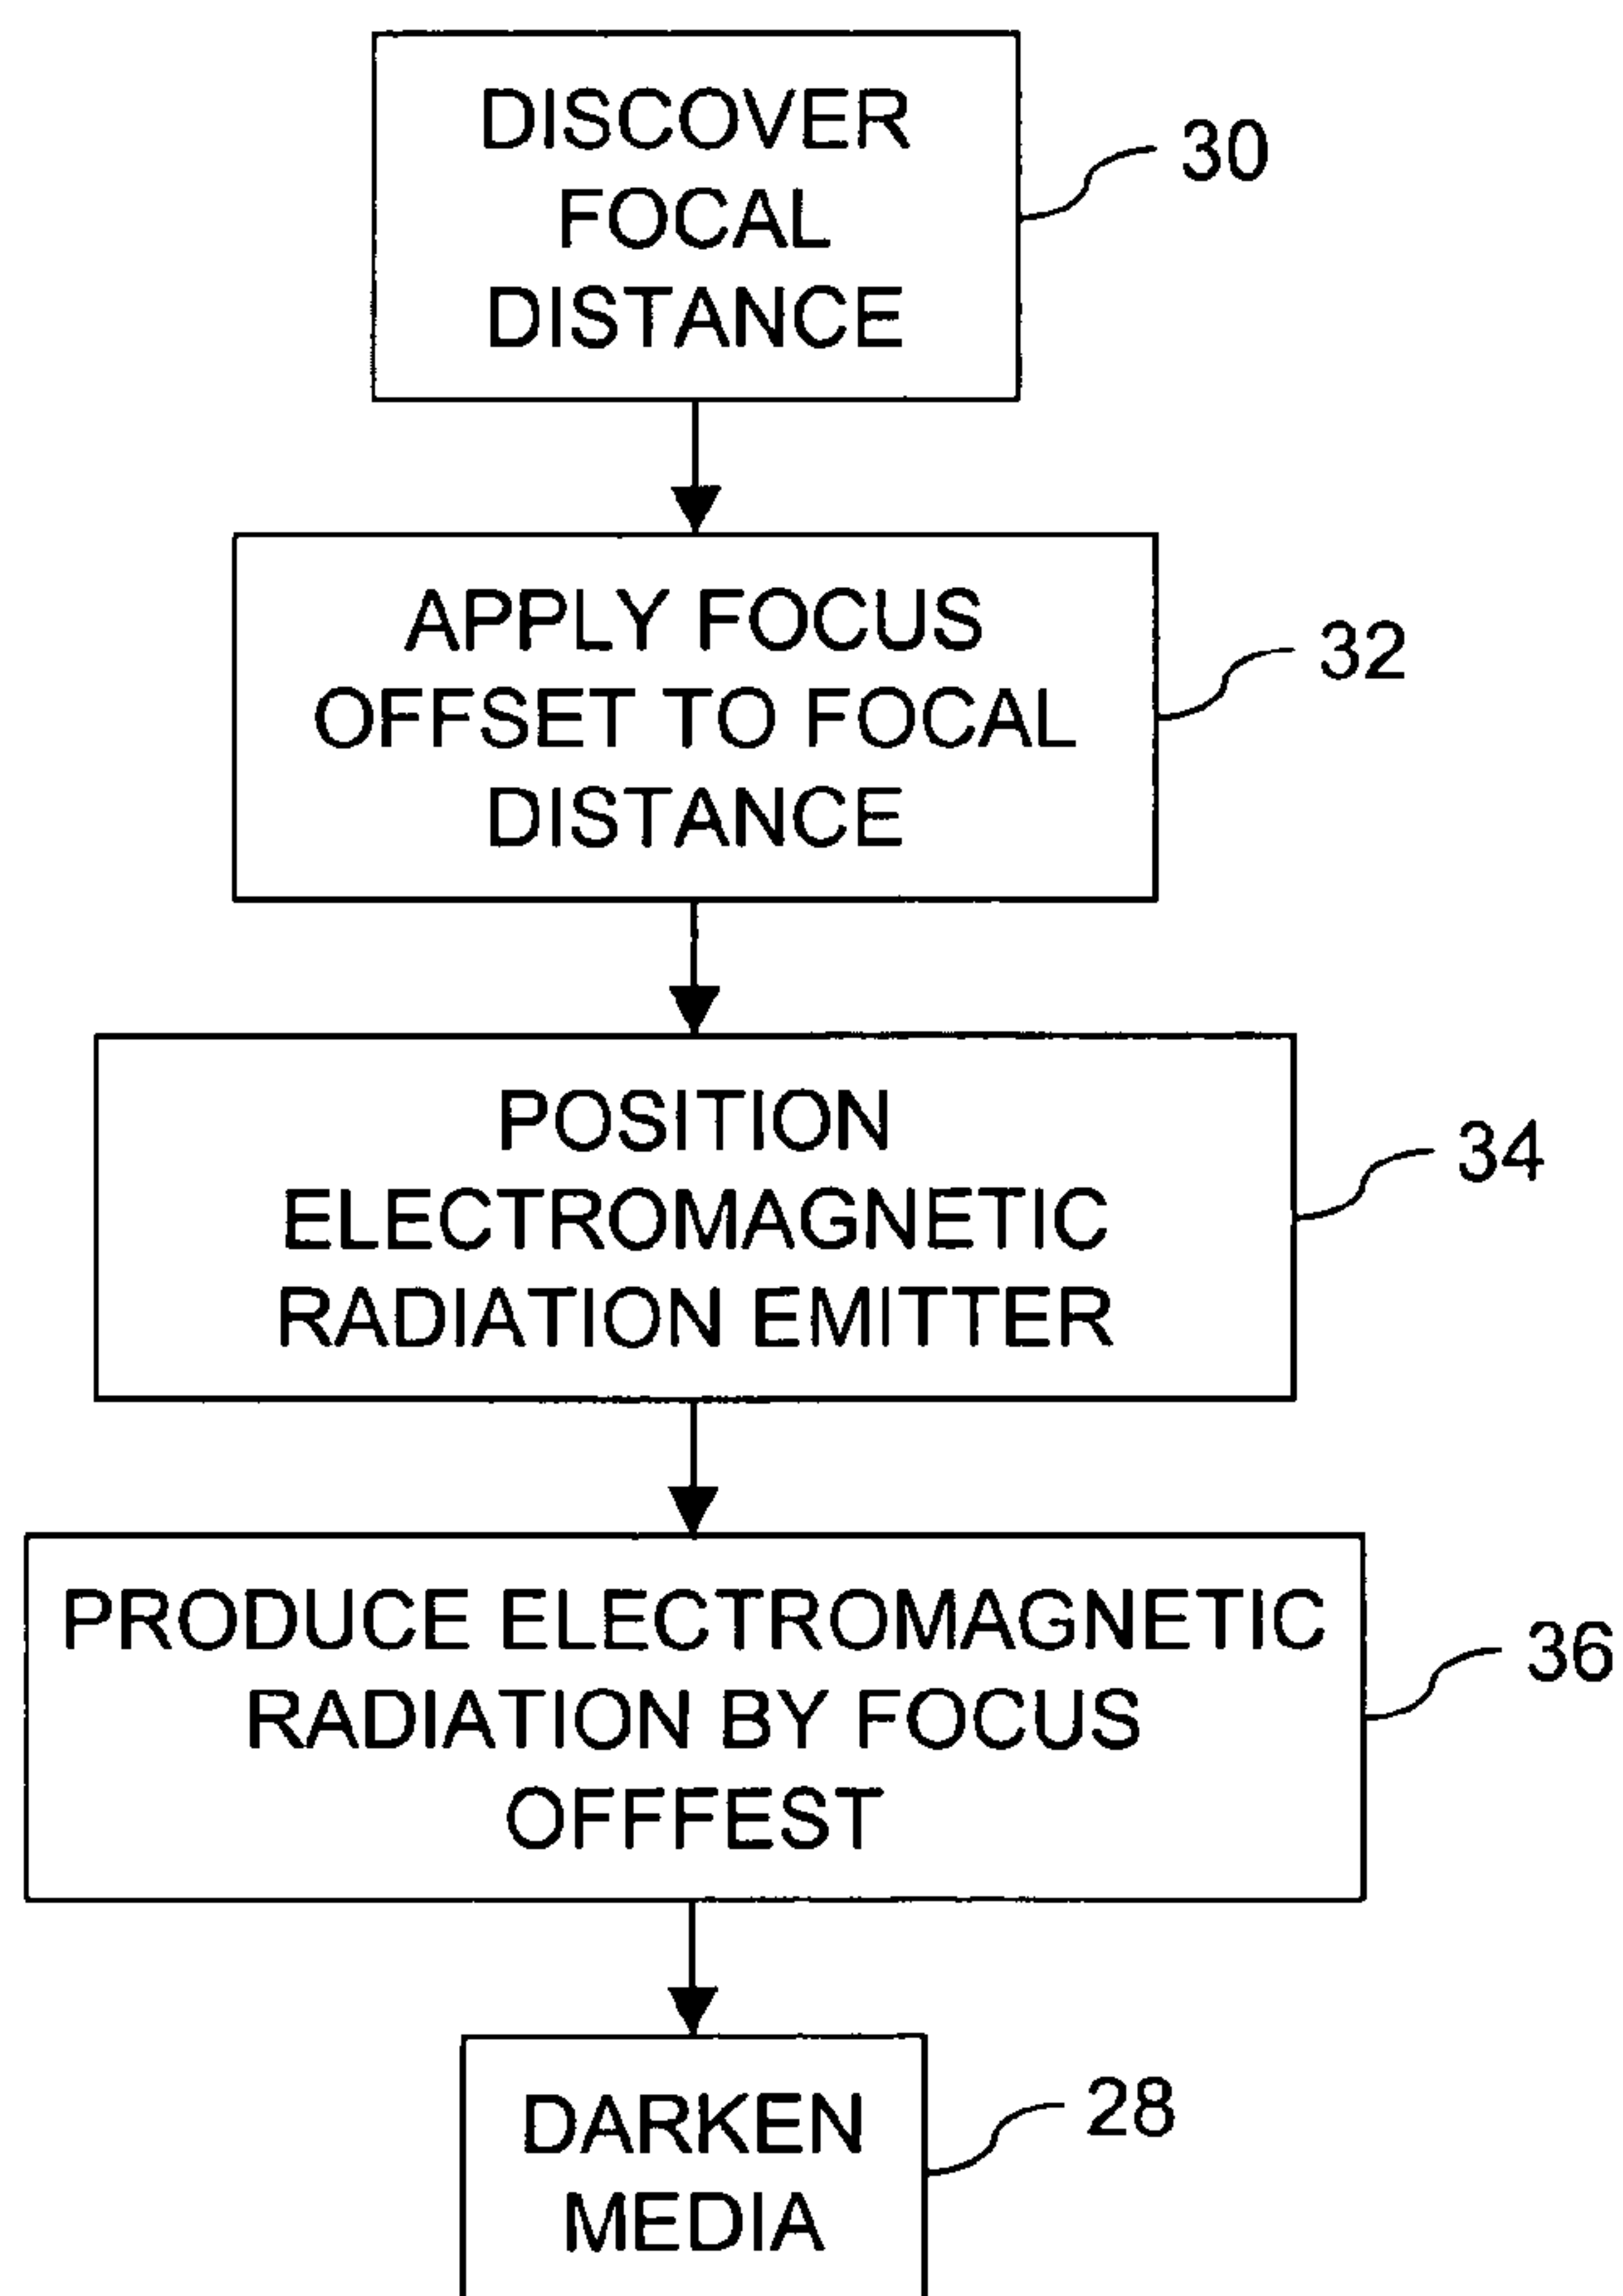 DISCOVER
FOCAL
DISTANCE
30
APPLY FOCUS
OFFSET TO FOCAL
DISTANCE
32
POSITION
ELECTROMAGNETIC
RADIATION EMITTER
34
PRODUCE ELECTROMAGNETIC
RADIATION BY FOCUS
OFFFEST
36
DARKEN
MEDIA
28